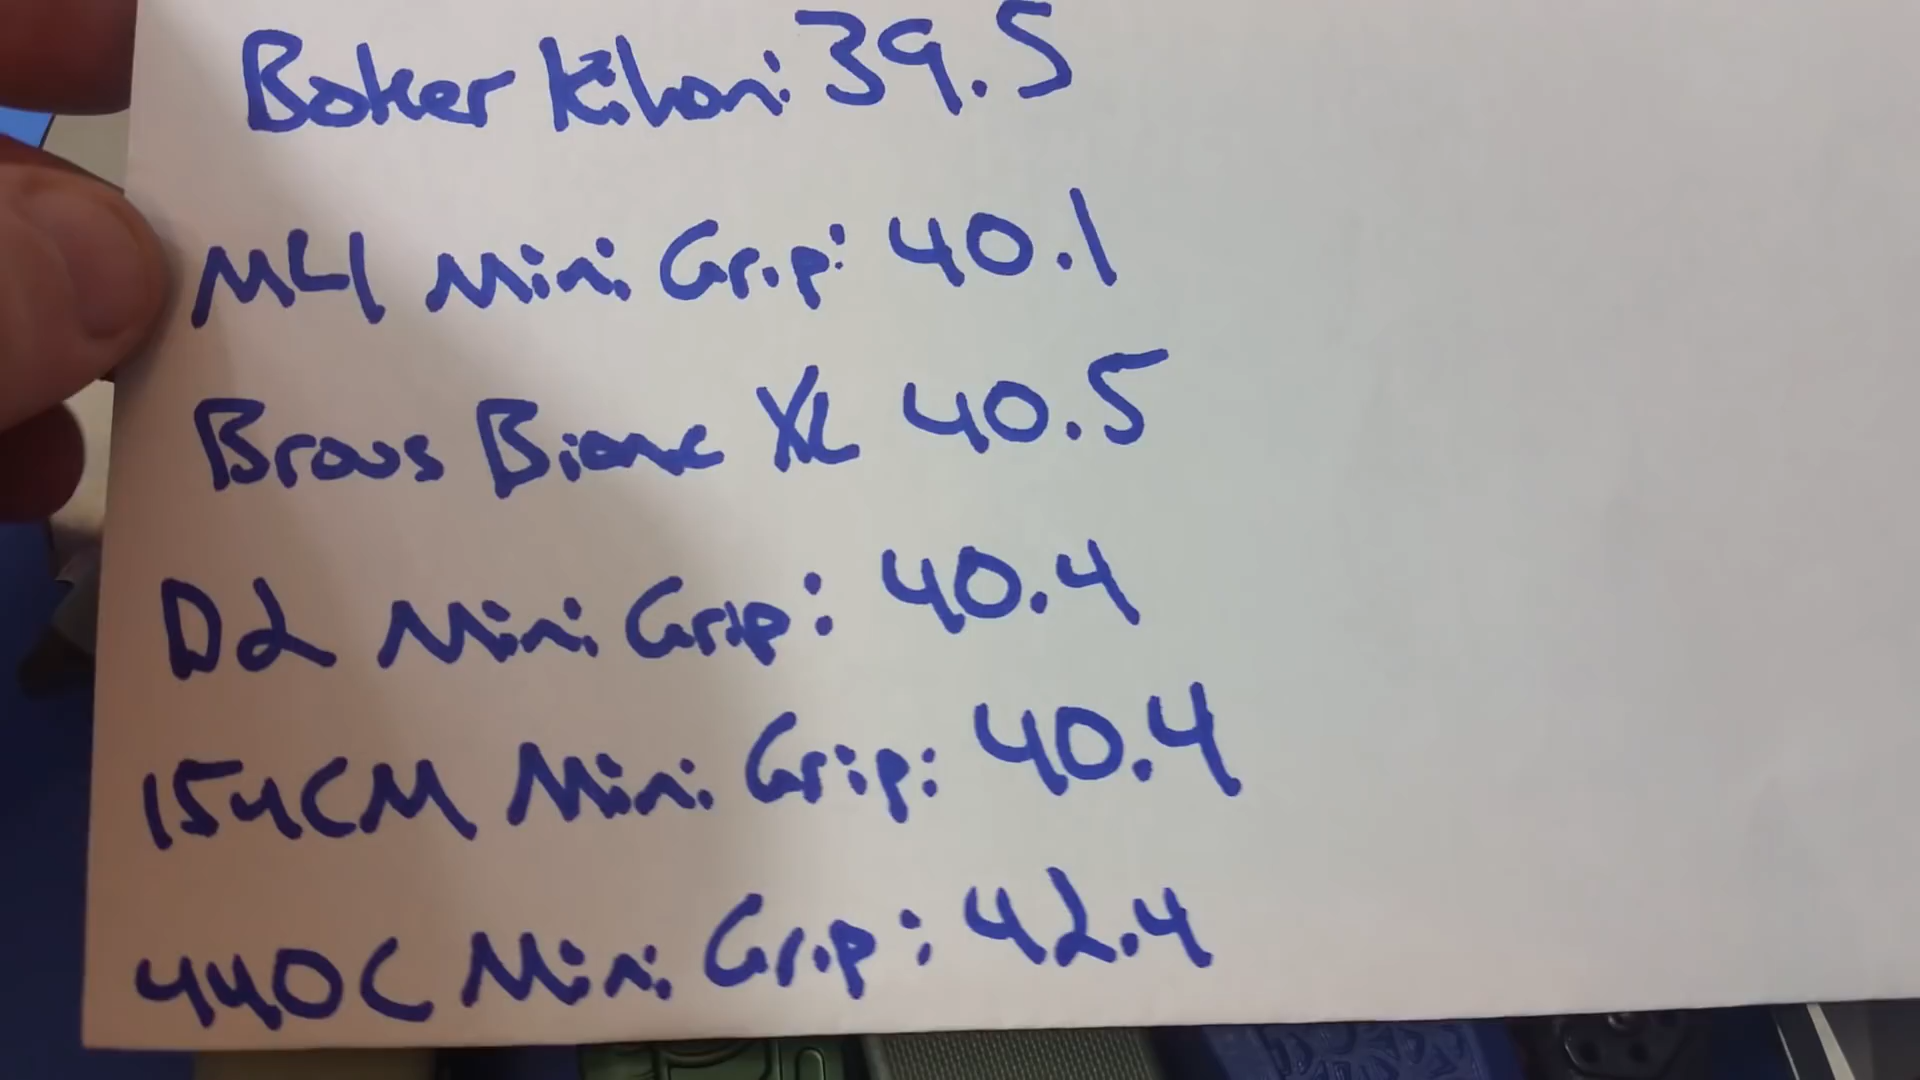 Boker Kihon: 39.5
M4 Mini Grip: 40.1
Brous Bionic XL 40.5
D2 Mini Grip: 40.4
154CM Mini Grip: 40.4
440C Mini Grip: 42.4